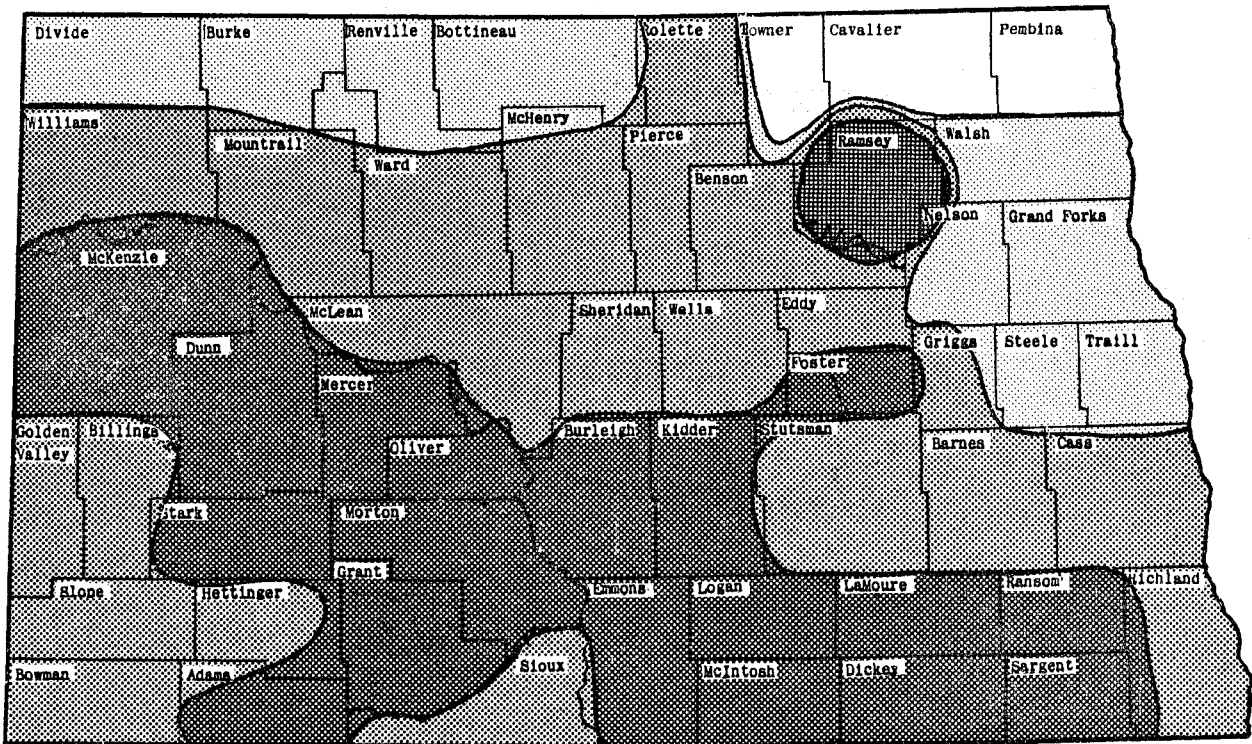 Divide
Burke
Renville
Bottineau
Rolette
Towner
Cavalier
Pembina
Williams
Mountrail
Ward
McHenry
Pierce
Benson
Ramsey
Walsh
Nelson
Grand Forks
McKenzie
Dunn
McLean
Mercer
Oliver
Sheridan
Wells
Eddy
Foster
Griggs
Steele
Traill
Golden
Valley
Billings
Stark
Morton
Burleigh
Kidder
Stutsman
Barnes
Cass
Slope
Hettinger
Grant
Emmons
Logan
LaMoure
Ransom
Richland
Bowman
Adams
Sioux
McIntosh
Dickey
Sargent